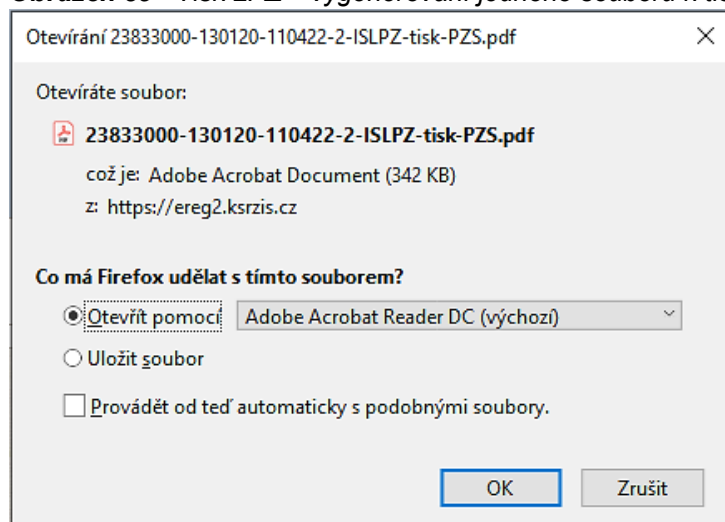 Otevírání 23833000-130120-110422-2-ISLPZ-tisk-PZS.pdf
Otevíráte soubor:
23833000-130120-110422-2-ISLPZ-tisk-PZS.pdf
což je: Adobe Acrobat Document (342 KB)
z: https://ereg2.ksrzis.cz
Co má Firefox udělat s tímto souborem?
Otevřít pomocí Adobe Acrobat Reader DC (výchozí)
Uložit soubor
Provádět od teď automaticky s podobnými soubory.
OK Zrušit